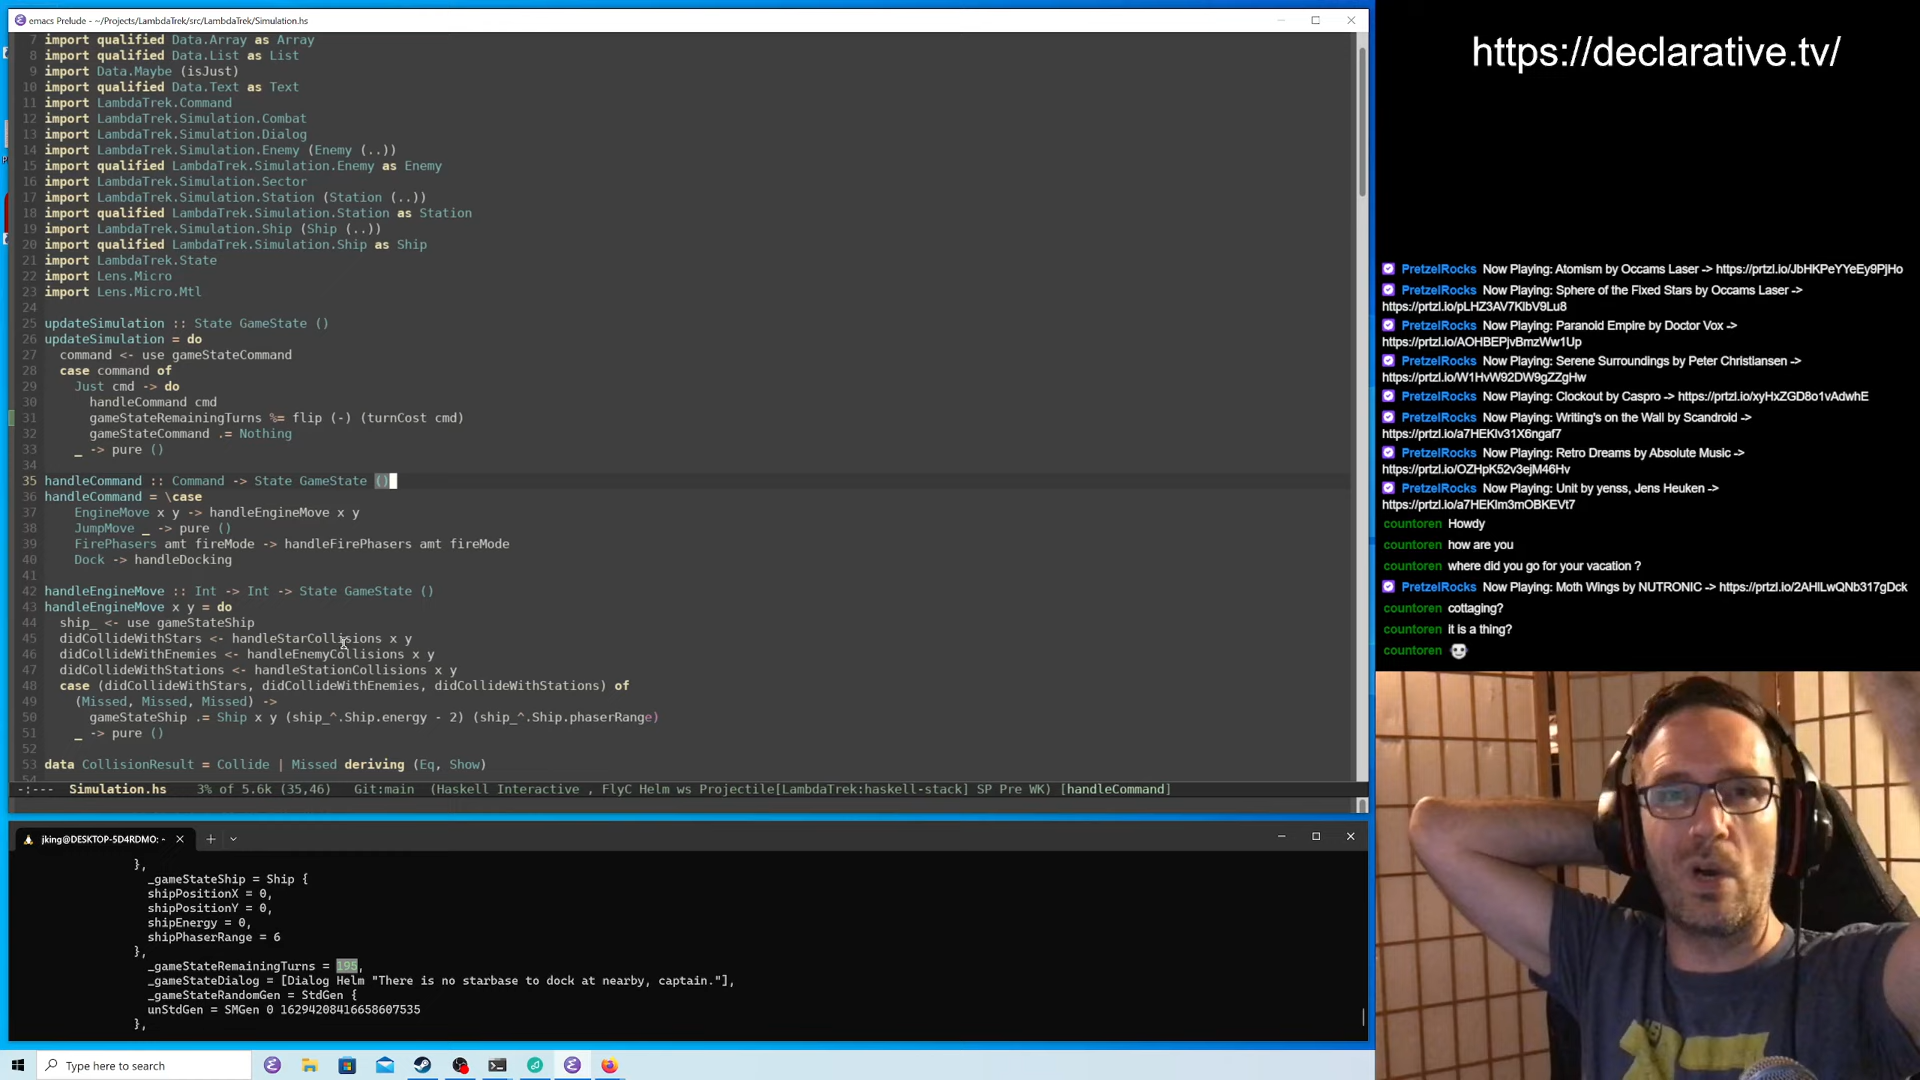 emacs Prelude - ~/Projects/LambdaTrek/src/LambdaTrek/Simulation.hs
7 import qualified Data.Array as Array
8 import qualified Data.List as List
9 import Data.Maybe (isJust)
10 import qualified Data.Text as Text
11 import LambdaTrek.Command
12 import LambdaTrek.Simulation.Combat
13 import LambdaTrek.Simulation.Dialog
14 import LambdaTrek.Simulation.Enemy (Enemy (..))
15 import qualified LambdaTrek.Simulation.Enemy as Enemy
16 import LambdaTrek.Simulation.Sector
17 import LambdaTrek.Simulation.Station (Station (..))
18 import qualified LambdaTrek.Simulation.Station as Station
19 import LambdaTrek.Simulation.Ship (Ship (..))
20 import qualified LambdaTrek.Simulation.Ship as Ship
21 import LambdaTrek.State
22 import Lens.Micro
23 import Lens.Micro.Mtl
24
25 updateSimulation :: State GameState ()
26 updateSimulation = do
27 command <- use gameStateCommand
28 case command of
29 Just cmd -> do
30 handleCommand cmd
31 gameStateRemainingTurns %= flip (-) (turnCost cmd)
32 gameStateCommand .= Nothing
33 _ -> pure ()
34
35 handleCommand :: Command -> State GameState ()
36 handleCommand = \case
37 EngineMove x y -> handleEngineMove x y
38 JumpMove _ -> pure ()
39 FirePhasers amt fireMode -> handleFirePhasers amt fireMode
40 Dock -> handleDocking
41
42 handleEngineMove :: Int -> Int -> State GameState ()
43 handleEngineMove x y = do
44 ship_ <- use gameStateShip
45 didCollideWithStars <- handleStarCollisions x y
46 didCollideWithEnemies <- handleEnemyCollisions x y
47 didCollideWithStations <- handleStationCollisions x y
48 case (didCollideWithStars, didCollideWithEnemies, didCollideWithStations) of
49 (Missed, Missed, Missed) ->
50 gameStateShip .= Ship x y (ship_^.Ship.energy - 2) (ship_^.Ship.phaserRange)
51 _ -> pure ()
52
53 data CollisionResult = Collide | Missed deriving (Eq, Show)
54
-:--- Simulation.hs 3% of 5.6k (35,46) Git:main (Haskell Interactive , FlyC Helm ws Projectile[LambdaTrek:haskell-stack] SP Pre WK) [handleCommand]
jking@DESKTOP-5D4RDMO: ~
},
_gameStateShip = Ship {
shipPositionX = 0,
shipPositionY = 0,
shipEnergy = 0,
shipPhaserRange = 6
},
_gameStateRemainingTurns = 195,
_gameStateDialog = [Dialog Helm "There is no starbase to dock at nearby, captain."],
_gameStateRandomGen = StdGen {
unStdGen = SMGen 0 16294208416658607535
},
Type here to search
https://declarative.tv/
PretzelRocks Now Playing: Atomism by Occams Laser -> https://prtzl.io/JbHKPeYYeEy9PjHo
PretzelRocks Now Playing: Sphere of the Fixed Stars by Occams Laser ->
https://prtzl.io/pLHZ3AV7KlbV9Lu8
PretzelRocks Now Playing: Paranoid Empire by Doctor Vox ->
https://prtzl.io/AOHBEPjvBmzWw1Up
PretzelRocks Now Playing: Serene Surroundings by Peter Christiansen ->
https://prtzl.io/W1HvW92DW9gZZgHw
PretzelRocks Now Playing: Clockout by Caspro -> https://prtzl.io/xyHxZGD8o1vAdwhE
PretzelRocks Now Playing: Writing's on the Wall by Scandroid ->
https://prtzl.io/a7HEKlv31X6ngaf7
PretzelRocks Now Playing: Retro Dreams by Absolute Music ->
https://prtzl.io/OZHpK52v3ejM46Hv
PretzelRocks Now Playing: Unit by yenss, Jens Heuken ->
https://prtzl.io/a7HEKlm3mOBKEVt7
countoren Howdy
countoren how are you
countoren where did you go for your vacation ?
PretzelRocks Now Playing: Moth Wings by NUTRONIC -> https://prtzl.io/2AHlLwQNb317gDck
countoren cottaging?
countoren it is a thing?
countoren